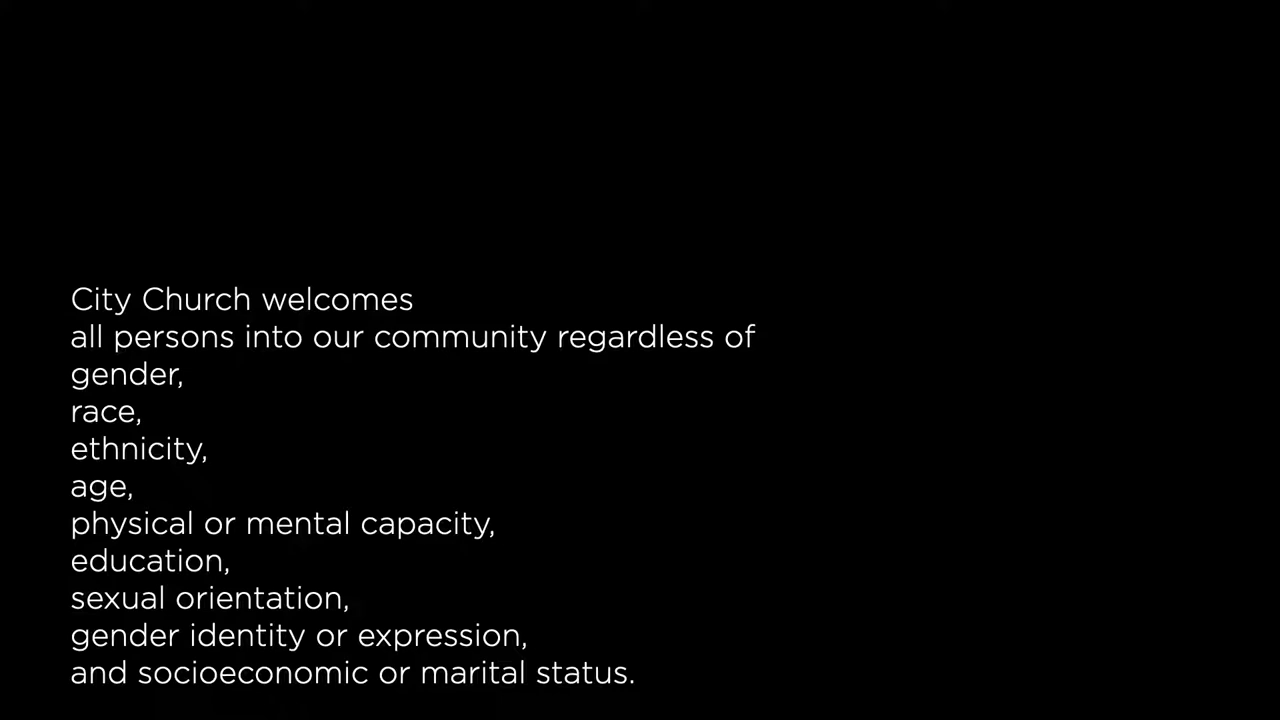 City Church welcomes
all persons into our community regardless of
gender,
race,
ethnicity,
age,
physical or mental capacity,
education,
sexual orientation,
gender identity or expression,
and socioeconomic or marital status.